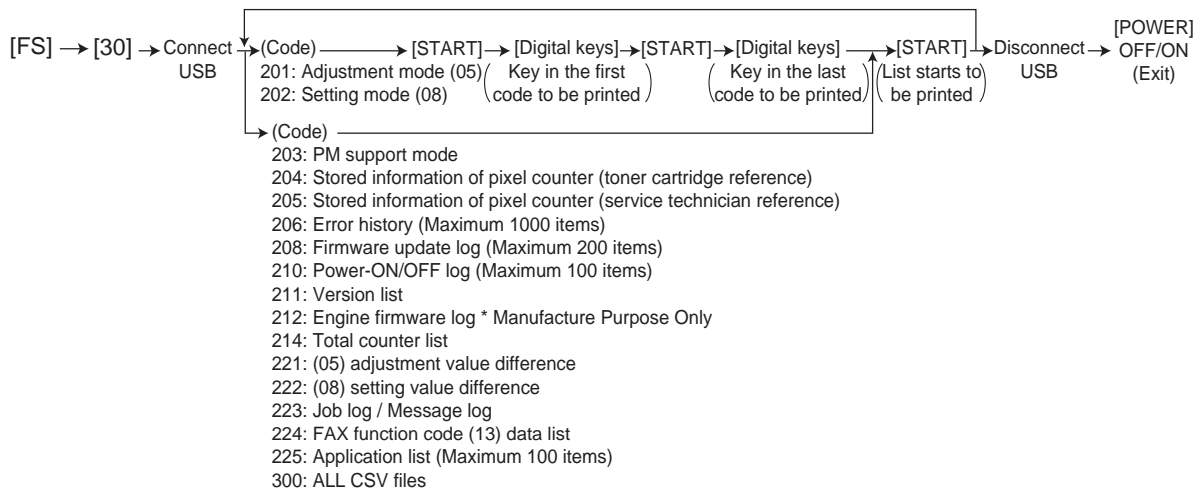 [FS] → [30] → Connect USB → (Code) → [START] → [Digital keys] → [START] → [Digital keys] → [START] → Disconnect USB → [POWER] OFF/ON (Exit)
201: Adjustment mode (05)
202: Setting mode (08)
(Key in the first code to be printed)
(Key in the last code to be printed)
(List starts to be printed)
(Code)
203: PM support mode
204: Stored information of pixel counter (toner cartridge reference)
205: Stored information of pixel counter (service technician reference)
206: Error history (Maximum 1000 items)
208: Firmware update log (Maximum 200 items)
210: Power-ON/OFF log (Maximum 100 items)
211: Version list
212: Engine firmware log * Manufacture Purpose Only
214: Total counter list
221: (05) adjustment value difference
222: (08) setting value difference
223: Job log / Message log
224: FAX function code (13) data list
225: Application list (Maximum 100 items)
300: ALL CSV files